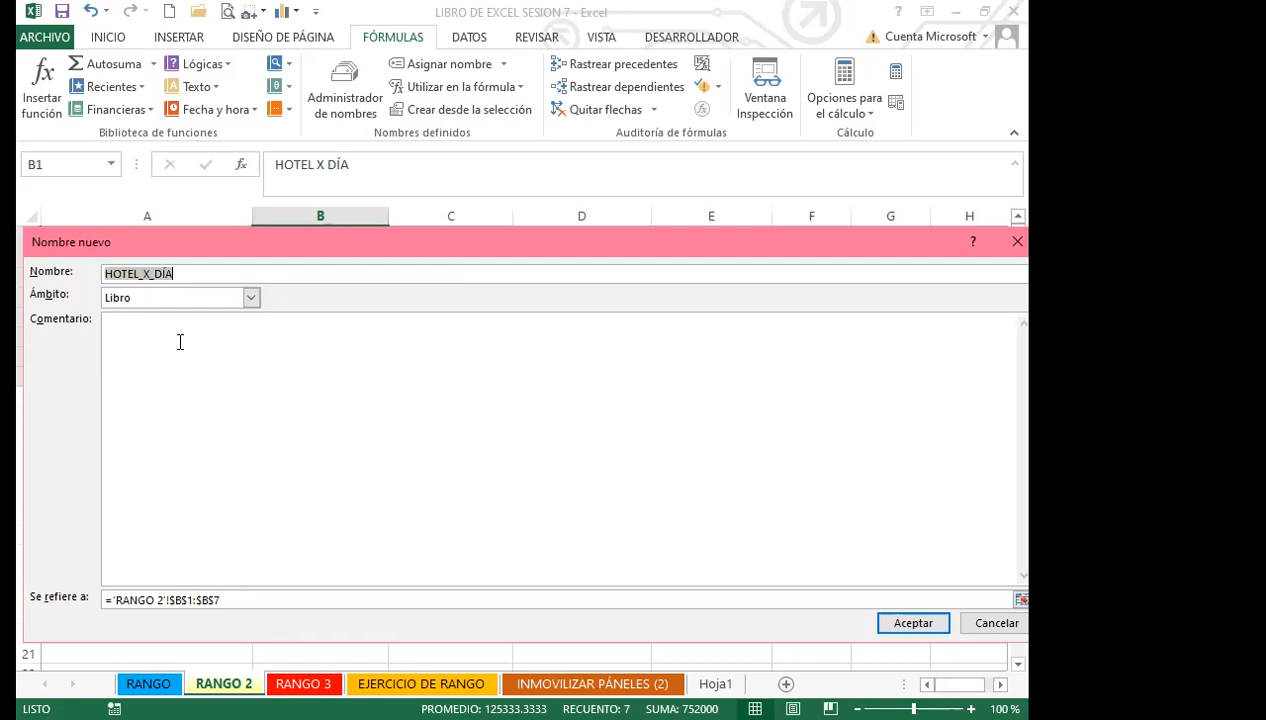 LIBRO DE EXCEL SESION 7 - Excel
ARCHIVO INICIO INSERTAR DISEÑO DE PÁGINA FÓRMULAS DATOS REVISAR VISTA DESARROLLADOR Cuenta Microsoft
fx Insertar función
Autosuma
Recientes
Financieras
Lógicas
Texto
Fecha y hora
Biblioteca de funciones
Administrador de nombres
Asignar nombre
Utilizar en la fórmula
Crear desde la selección
Nombres definidos
Rastrear precedentes
Rastrear dependientes
Quitar flechas
Auditoría de fórmulas
Ventana Inspección
Opciones para el cálculo
Cálculo
B1 fx HOTEL X DÍA
A B C D E F G H
Nombre nuevo ?
Nombre: HOTEL_X_DÍA
Ámbito: Libro
Comentario:
Se refiere a: ='RANGO 2'!$B$1:$B$7
Aceptar Cancelar
21
RANGO RANGO 2 RANGO 3 EJERCICIO DE RANGO INMOVILIZAR PÁNELES (2) Hoja1
LISTO PROMEDIO: 125333.3333 RECUENTO: 7 SUMA: 752000 100 %